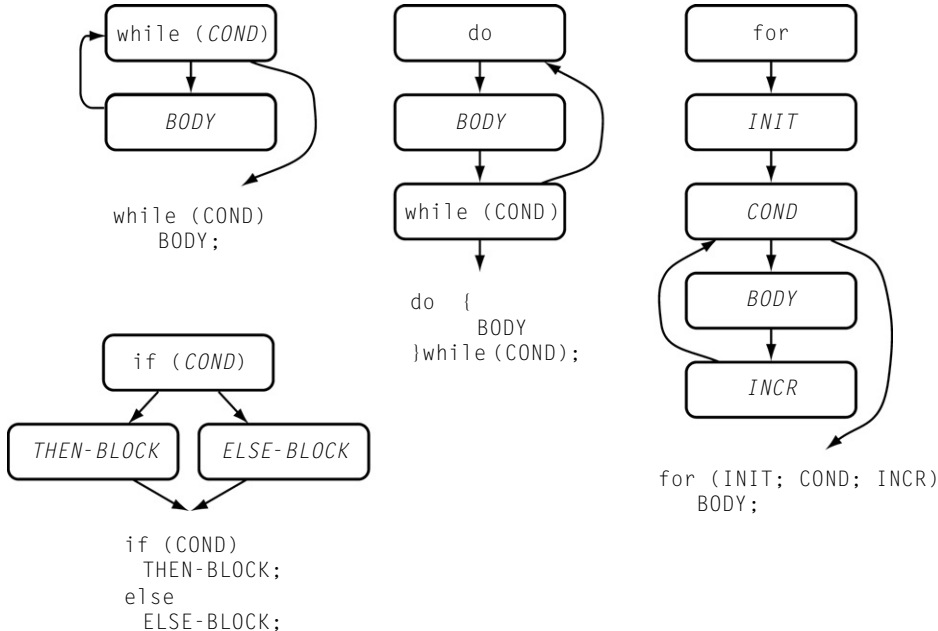 while (COND)
BODY
while (COND)
BODY;
do
BODY
while (COND)
do {
BODY
}while(COND);
for
INIT
COND
BODY
INCR
for (INIT; COND; INCR)
BODY;
if (COND)
THEN-BLOCK
ELSE-BLOCK
if (COND)
THEN-BLOCK;
else
ELSE-BLOCK;